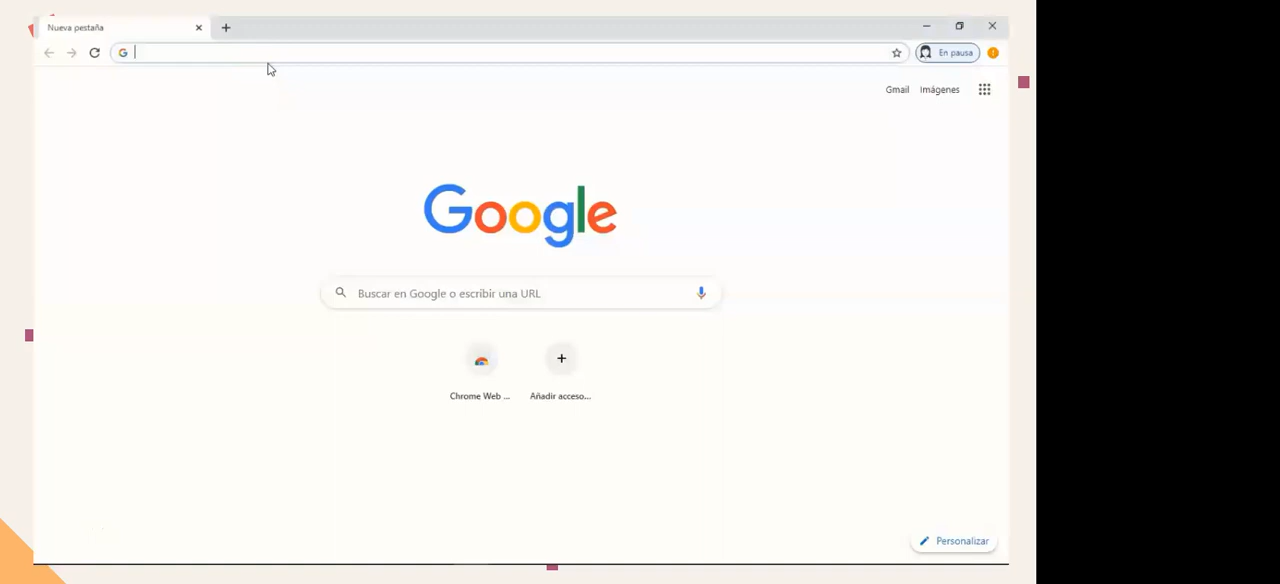 Nueva pestaña
En pausa
Gmail Imágenes
Google
Buscar en Google o escribir una URL
Chrome Web ... Añadir acceso...
Personalizar